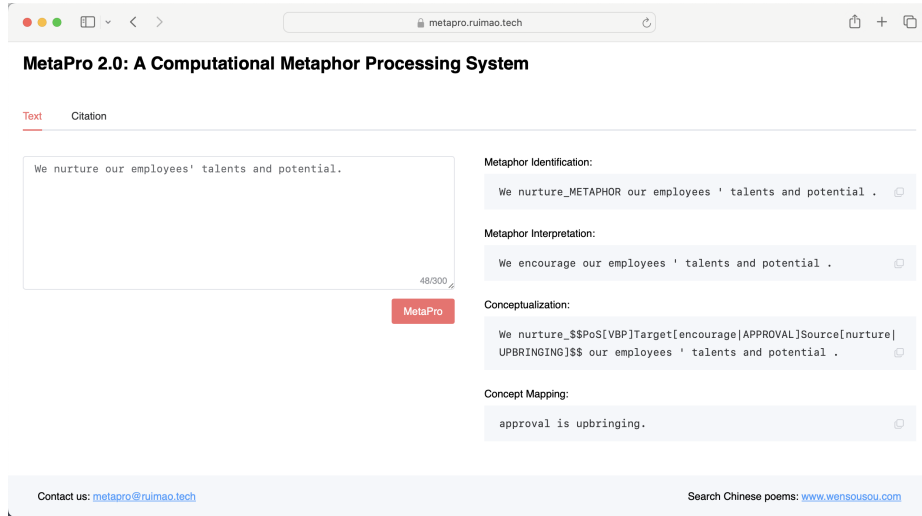 metapro.ruimao.tech
MetaPro 2.0: A Computational Metaphor Processing System
Text Citation
We nurture our employees' talents and potential.
48/300
MetaPro
Metaphor Identification:
We nurture_METAPHOR our employees ' talents and potential .
Metaphor Interpretation:
We encourage our employees ' talents and potential .
Conceptualization:
We nurture_$$PoS[VBP]Target[encourage|APPROVAL]Source[nurture|
UPBRINGING]$$ our employees ' talents and potential .
Concept Mapping:
approval is upbringing.
Contact us: metapro@ruimao.tech
Search Chinese poems: www.wensousou.com